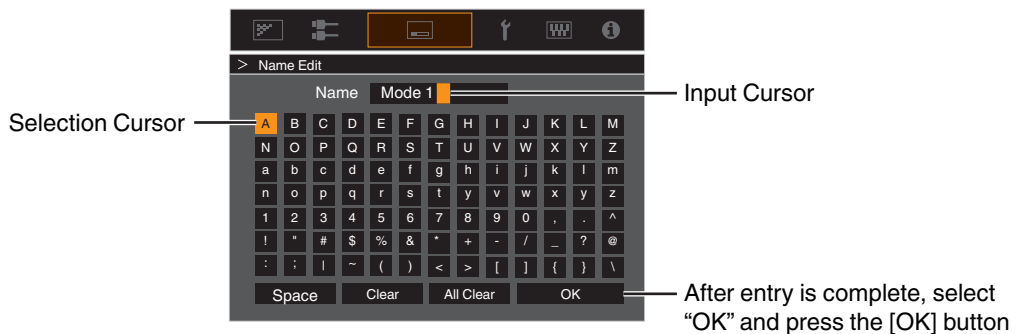 > Name Edit
Name Mode 1
Input Cursor
Selection Cursor
A B C D E F G H I J K L M
N O P Q R S T U V W X Y Z
a b c d e f g h i j k l m
n o p q r s t y v w x y z
1 2 3 4 5 6 7 8 9 0 , . ^
! " # $ % & * + - / _ ? @
: ; | ~ ( ) < > [ ] { } \
Space Clear All Clear OK
After entry is complete, select
“OK” and press the [OK] button